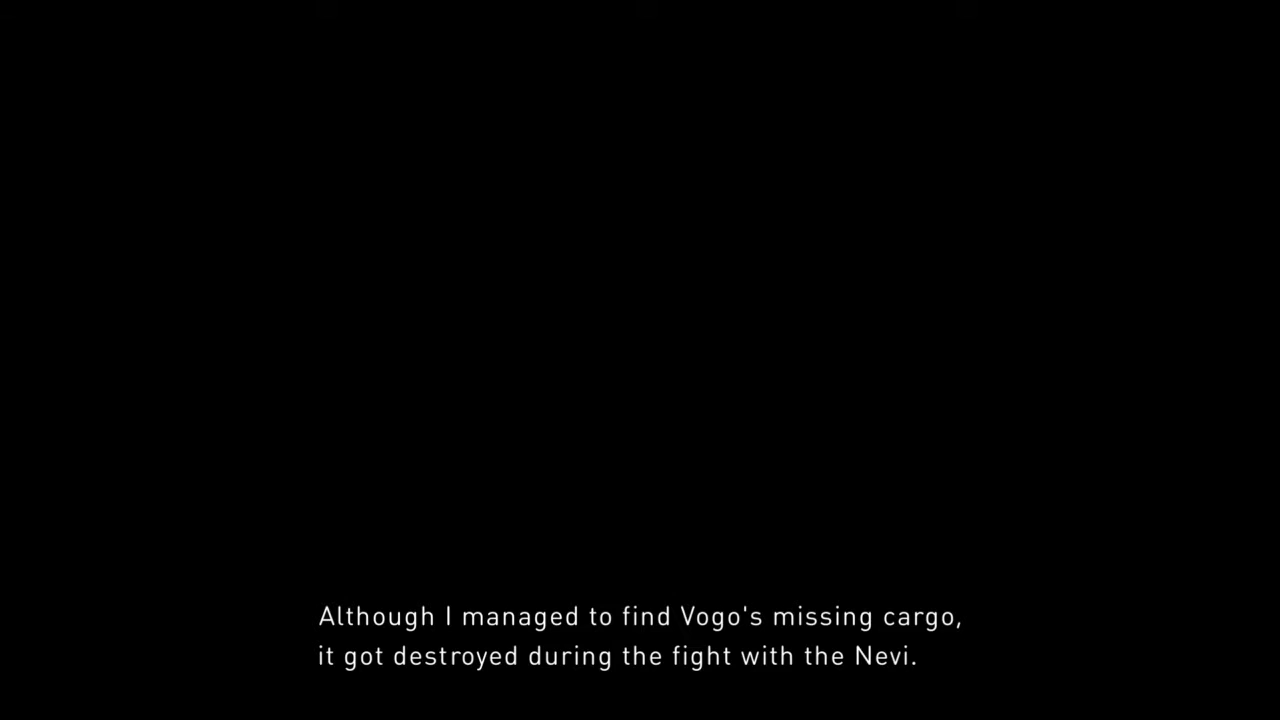 Although I managed to find Vogo's missing cargo,
it got destroyed during the fight with the Nevi.